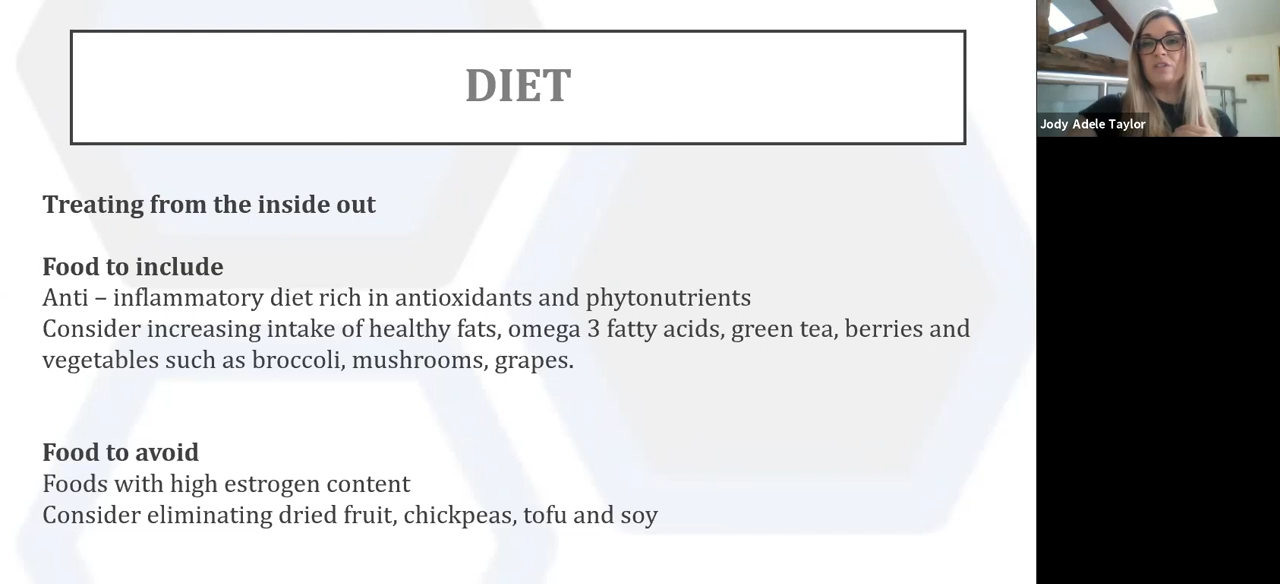 DIET
Treating from the inside out
Food to include
Anti – inflammatory diet rich in antioxidants and phytonutrients
Consider increasing intake of healthy fats, omega 3 fatty acids, green tea, berries and
vegetables such as broccoli, mushrooms, grapes.
Food to avoid
Foods with high estrogen content
Consider eliminating dried fruit, chickpeas, tofu and soy
Jody Adele Taylor